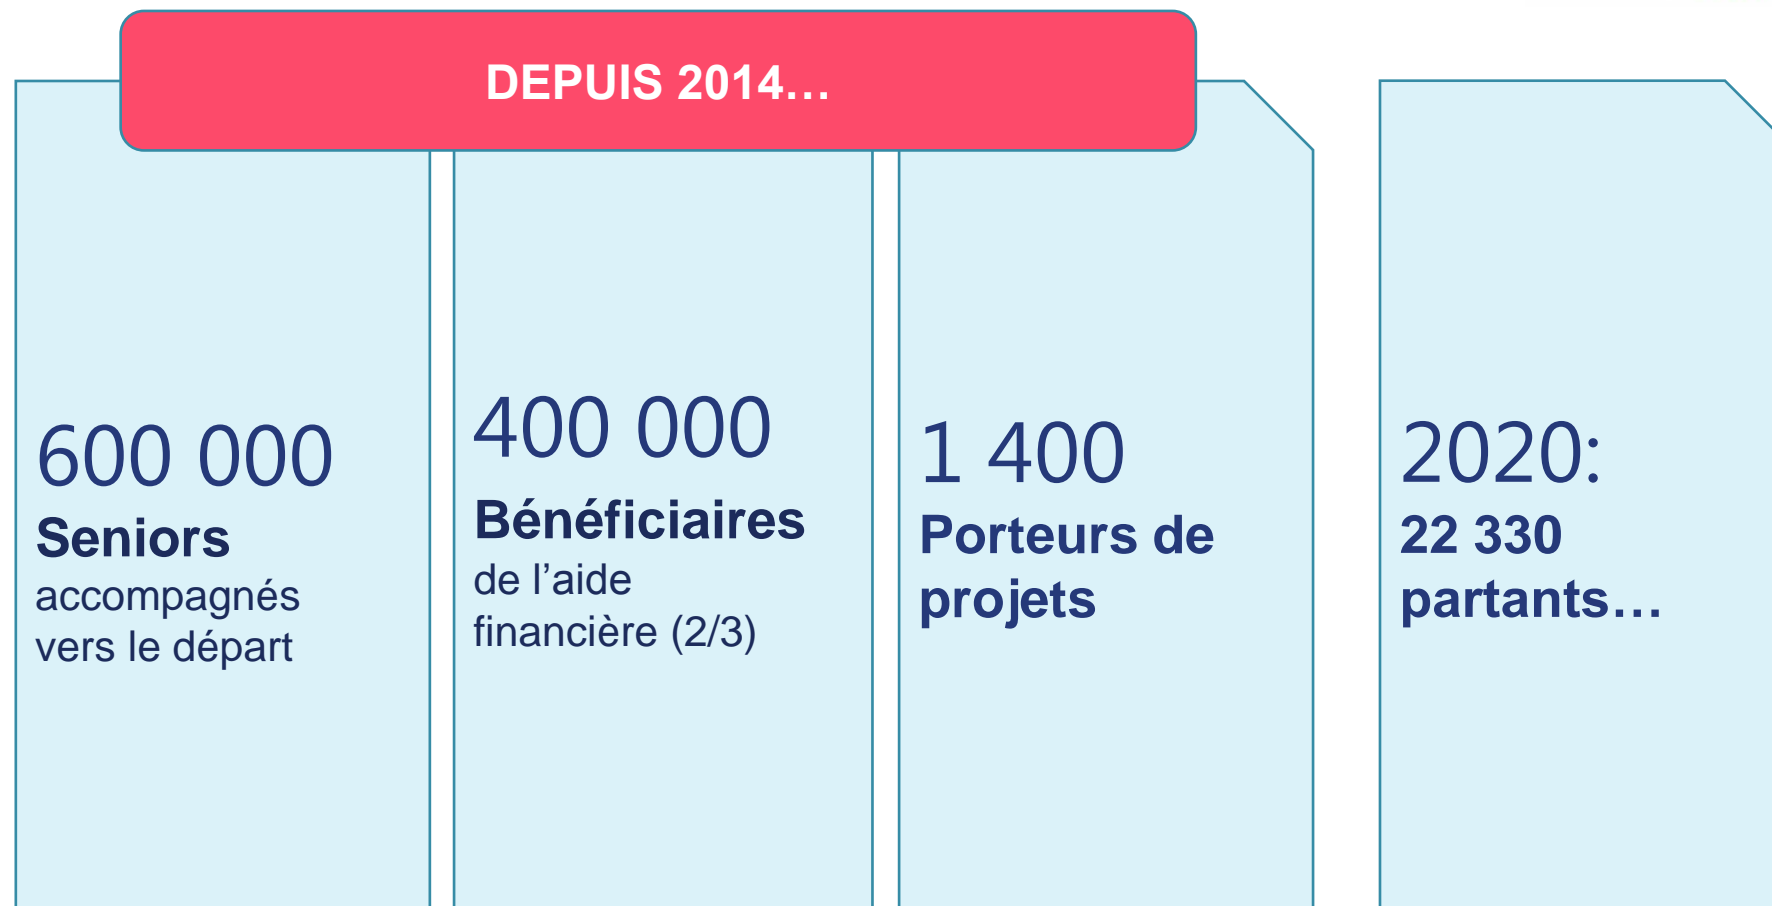 DEPUIS 2014…
600 000
Seniors
accompagnés
vers le départ
400 000
Bénéficiaires
de l’aide
financière (2/3)
1 400
Porteurs de
projets
2020:
22 330
partants…